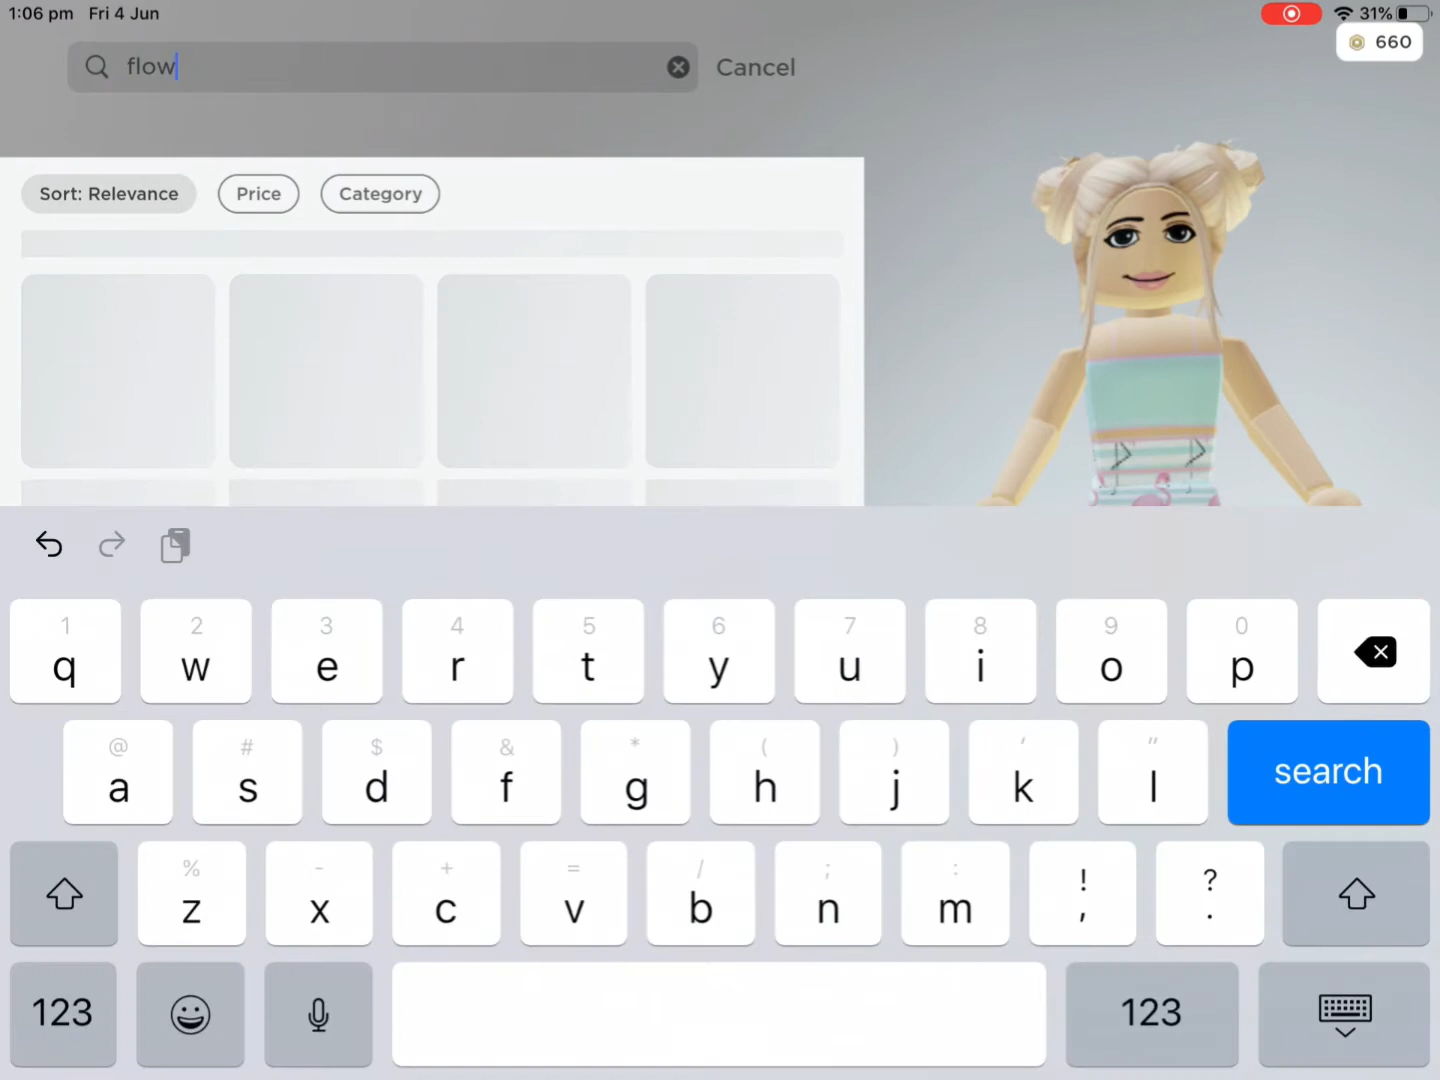 1:06 pm Fri 4 Jun 31%
660
flow Cancel
Sort: Relevance Price Category
1 2 3 4 5 6 7 8 9 0
q w e r t y u i o p
@ # $ & * ( ) ' "
a s d f g h j k l search
% - + = / ; : ! ?
z x c v b n m , .
123 123